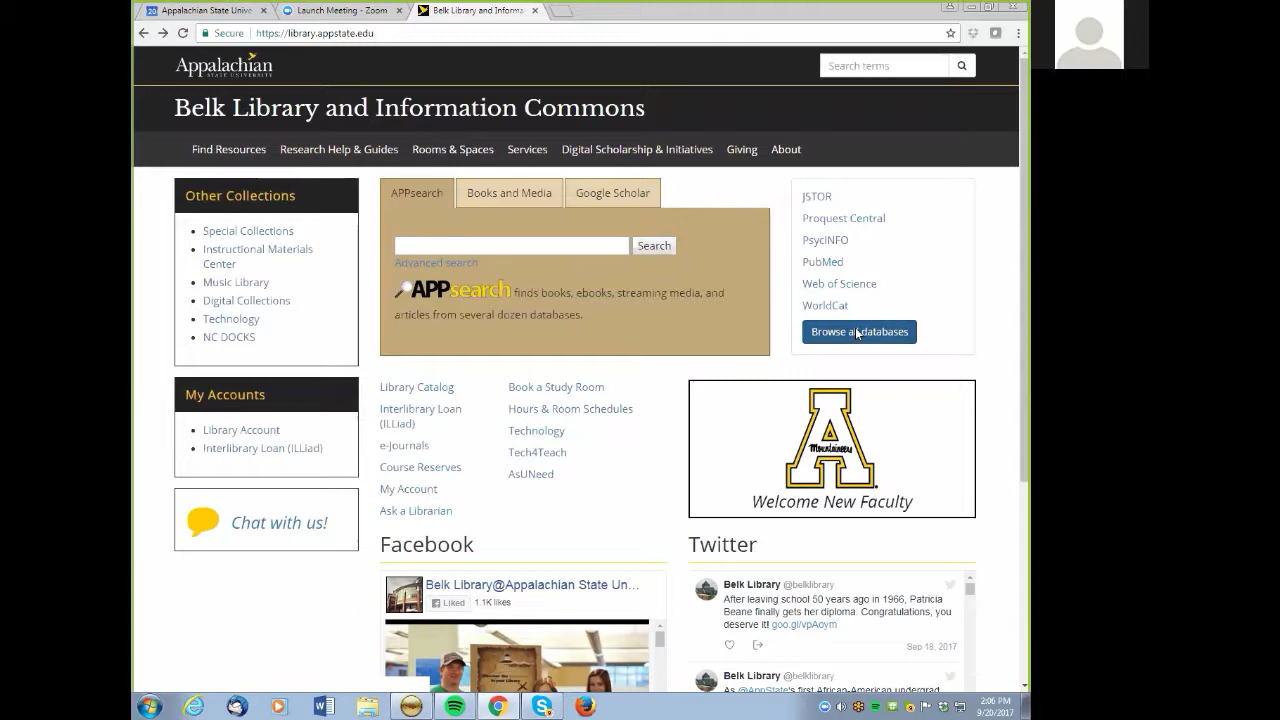 Appalachian State Unive
Launch Meeting - Zoom
Belk Library and Informa
Secure
https://library.appstate.edu
Appalachian
STATE UNIVERSITY
Search terms
Belk Library and Information Commons
Find Resources
Research Help & Guides
Rooms & Spaces
Services
Digital Scholarship & Initiatives
Giving
About
Other Collections
Special Collections
Instructional Materials
Center
Music Library
Digital Collections
Technology
NC DOCKS
My Accounts
Library Account
Interlibrary Loan (ILLiad)
Chat with us!
APPsearch
Books and Media
Google Scholar
Search
Advanced search
APPsearch finds books, ebooks, streaming media, and
articles from several dozen databases.
JSTOR
Proquest Central
PsycINFO
PubMed
Web of Science
WorldCat
Browse all databases
Library Catalog
Interlibrary Loan
(ILLiad)
e-Journals
Course Reserves
My Account
Ask a Librarian
Book a Study Room
Hours & Room Schedules
Technology
Tech4Teach
AsUNeed
A
Mountaineers
Welcome New Faculty
Facebook
Belk Library@Appalachian State Un...
Liked
1.1K likes
Twitter
Belk Library @belklibrary
After leaving school 50 years ago in 1966, Patricia
Beane finally gets her diploma. Congratulations, you
deserve it! goo.gl/vpAoym
Sep 18, 2017
Belk Library @belklibrary
As @AppState's first African-American undergrad
2:06 PM
9/20/2017